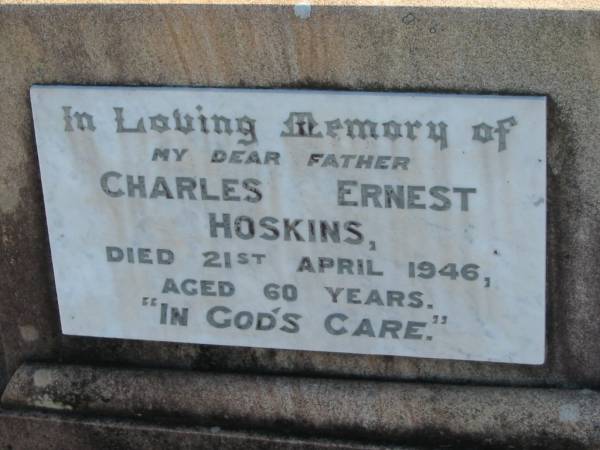 In Loving Memory of
MY DEAR FATHER
CHARLES ERNEST
HOSKINS,
DIED 21ST APRIL 1946,
AGED 60 YEARS.
"IN GOD'S CARE."